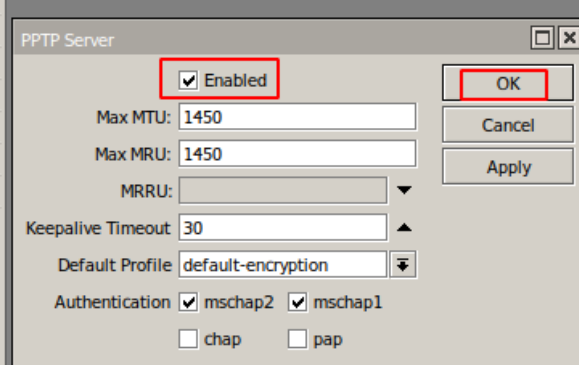 PPTP Server
Enabled
OK
Max MTU: 1450
Cancel
Max MRU: 1450
Apply
MRRU:
Keepalive Timeout 30
Default Profile default-encryption
Authentication mschap2 mschap1
chap pap